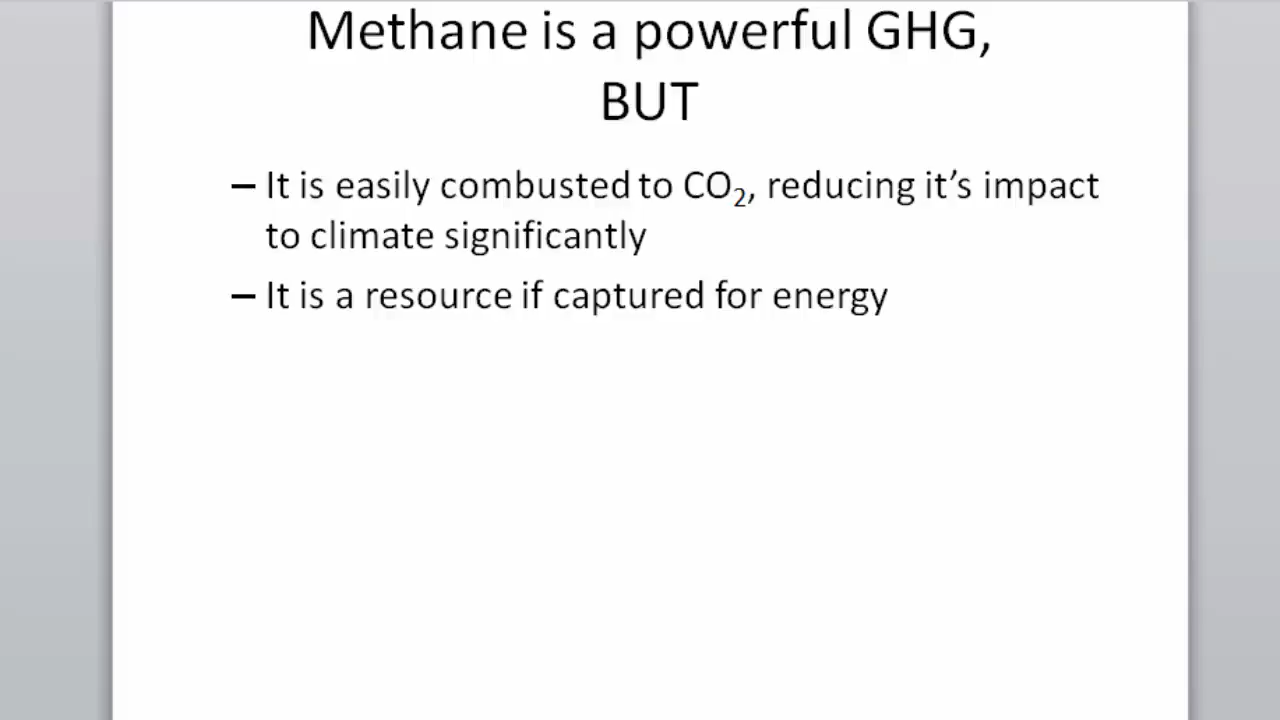 Methane is a powerful GHG,
BUT
– It is easily combusted to CO₂, reducing it’s impact
to climate significantly
– It is a resource if captured for energy